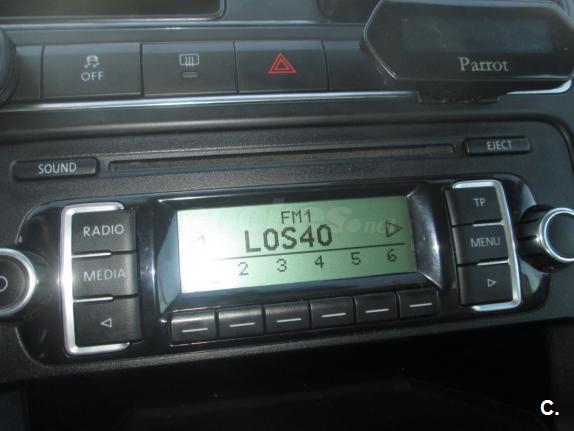 OFF
Parrot
SOUND
EJECT
RADIO
MEDIA
FM1
LOS40
2 3 4 5 6
TP
MENU
C.